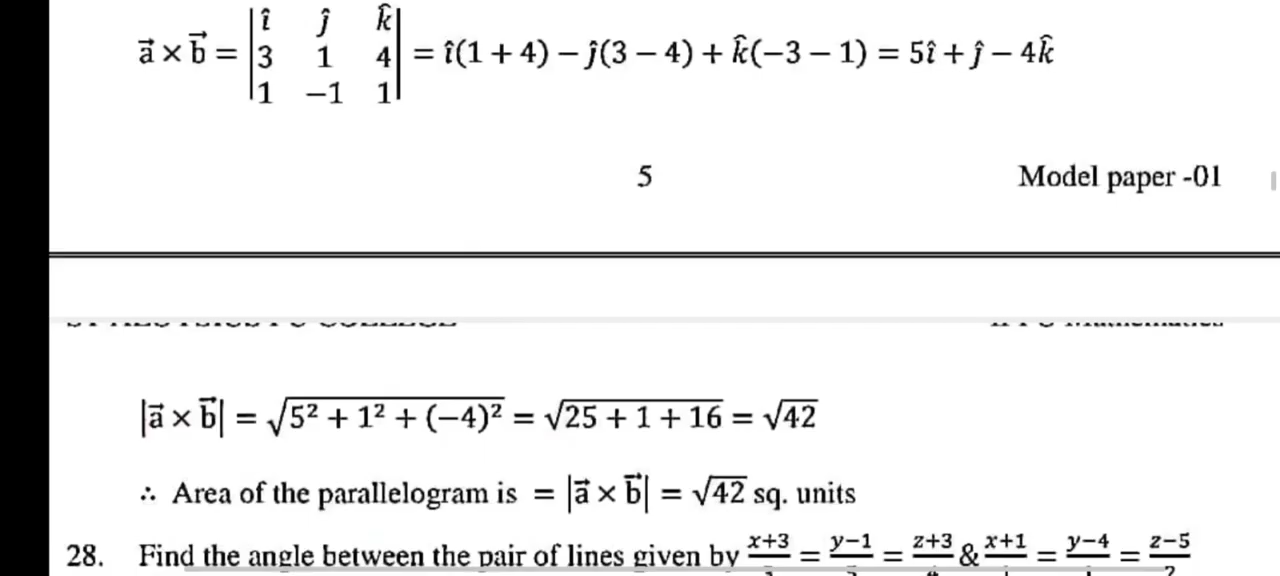 a⃗ × b⃗ = |î ĵ k̂; 3 1 4; 1 −1 1| = î(1 + 4) − ĵ(3 − 4) + k̂(−3 − 1) = 5î + ĵ − 4k̂
5 Model paper -01
|a⃗ × b⃗| = √(5² + 1² + (−4)²) = √(25 + 1 + 16) = √42
∴ Area of the parallelogram is = |a⃗ × b⃗| = √42 sq. units
28. Find the angle between the pair of lines given by x+3 = y−1 = z+3 & x+1 = y−4 = z−5